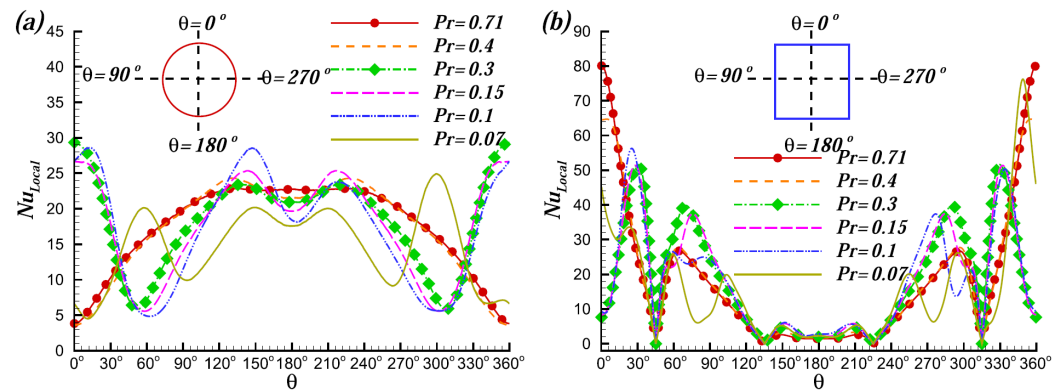 (a)
45
40
35
30
25
20
15
10
5
0
Nu_Local
0
30°
60°
90°
120°
150°
180°
210°
240°
270°
300°
330°
360°
θ
θ=0°
θ=90°
θ=270°
θ=180°
Pr=0.71
Pr=0.4
Pr=0.3
Pr=0.15
Pr=0.1
Pr=0.07
(b)
90
80
70
60
50
40
30
20
10
0
Nu_Local
0
30°
60°
90°
120°
150°
180°
210°
240°
270°
300°
330°
360°
θ
θ=0°
θ=90°
θ=270°
θ=180°
Pr=0.71
Pr=0.4
Pr=0.3
Pr=0.15
Pr=0.1
Pr=0.07